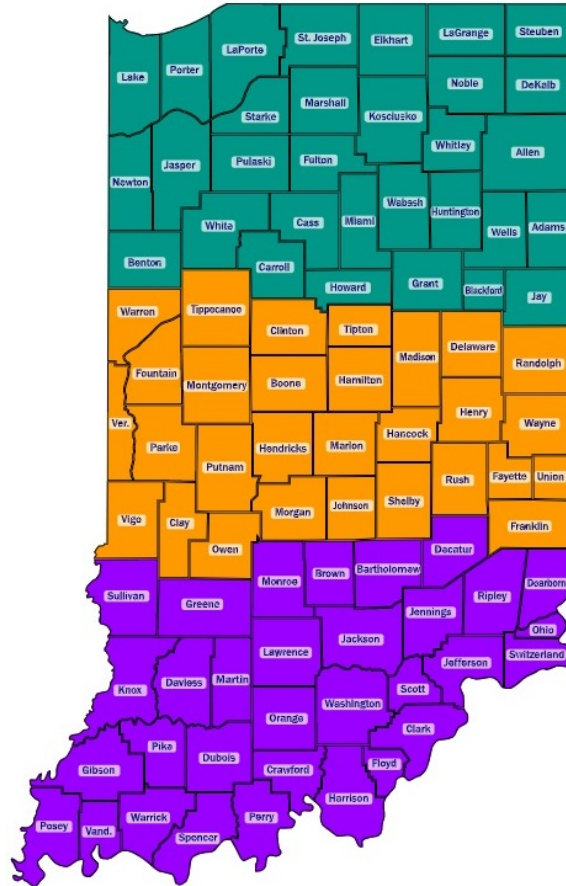 St. Joseph
Elkhart
LaGrange
Steuben
LaPorte
Lake
Porter
Noble
DeKalb
Starke
Marshall
Kosciusko
Whitley
Allen
Newton
Jasper
Pulaski
Fulton
White
Cass
Miami
Wabash
Huntington
Wells
Adams
Benton
Carroll
Howard
Grant
Blackford
Jay
Warren
Tippecanoe
Clinton
Tipton
Madison
Delaware
Randolph
Fountain
Montgomery
Boone
Hamilton
Henry
Wayne
Ver.
Parke
Putnam
Hendricks
Marion
Hancock
Rush
Fayette
Union
Vigo
Clay
Owen
Morgan
Johnson
Shelby
Franklin
Sullivan
Greene
Monroe
Brown
Bartholomew
Decatur
Ripley
Dearborn
Jennings
Ohio
Switzerland
Lawrence
Jackson
Jefferson
Knox
Daviess
Martin
Orange
Washington
Scott
Clark
Gibson
Pike
Dubois
Crawford
Floyd
Harrison
Posey
Vand.
Warrick
Spencer
Perry